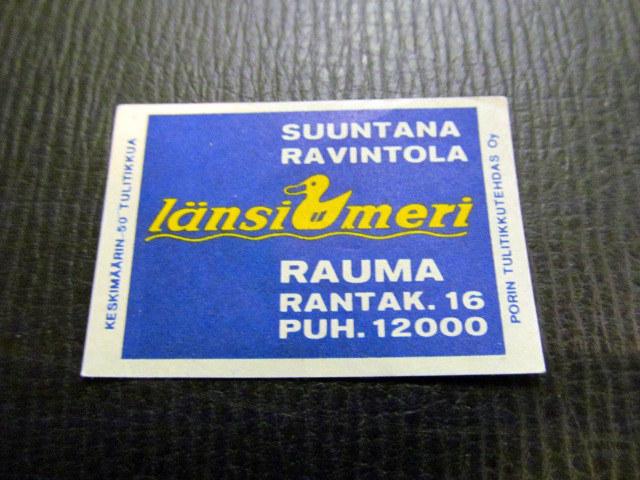 SUUNTANA
RAVINTOLA
länsimeri
RAUMA
RANTAK. 16
PUH. 12000
KESKIMÄÄRIN 50 TULITIKKUA
PORIN TULITIKKUTEHDAS Oy